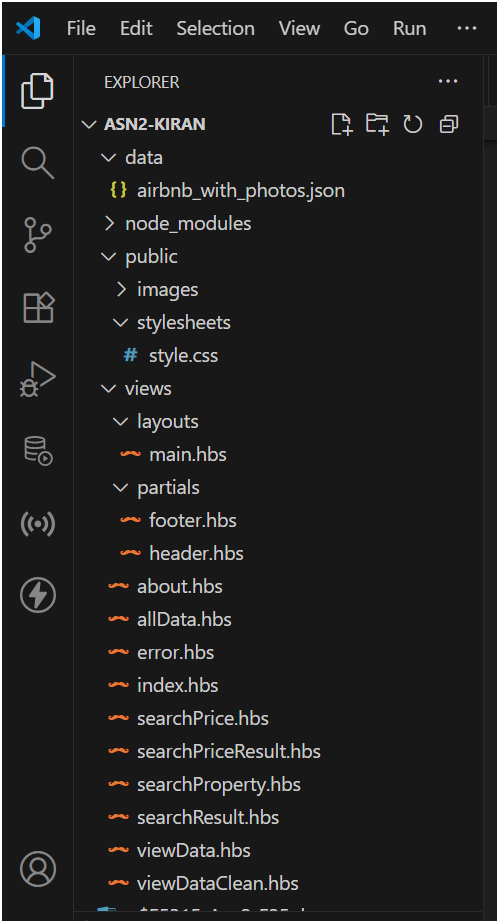 File Edit Selection View Go Run ···
EXPLORER ···
ASN2-KIRAN
data
{} airbnb_with_photos.json
node_modules
public
images
stylesheets
# style.css
views
layouts
main.hbs
partials
footer.hbs
header.hbs
about.hbs
allData.hbs
error.hbs
index.hbs
searchPrice.hbs
searchPriceResult.hbs
searchProperty.hbs
searchResult.hbs
viewData.hbs
viewDataClean.hbs